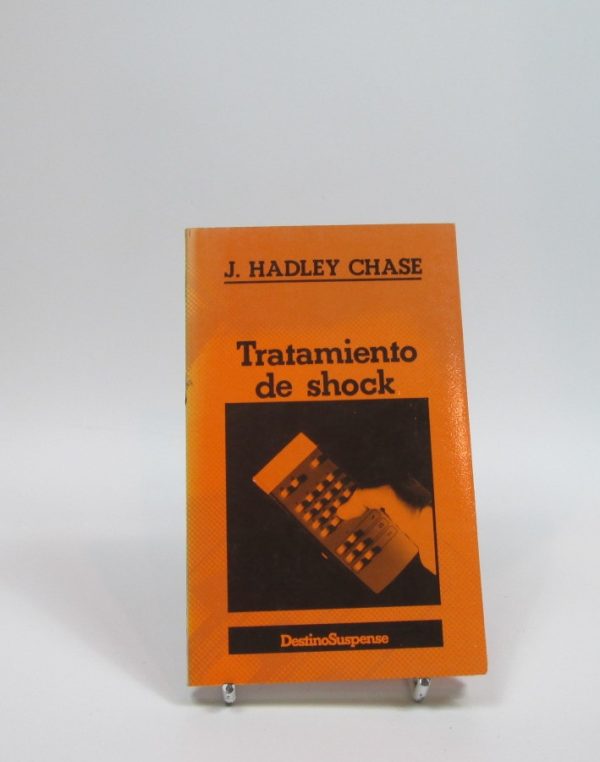 J. HADLEY CHASE
Tratamiento
de shock
DestinoSuspense